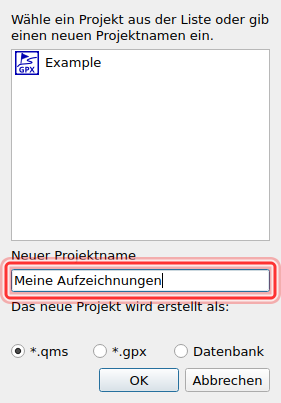 Wähle ein Projekt aus der Liste oder gib
einen neuen Projektnamen ein.
GPX
Example
Neuer Projektname
Meine Aufzeichnungen
Das neue Projekt wird erstellt als:
*.qms *.gpx Datenbank
OK Abbrechen